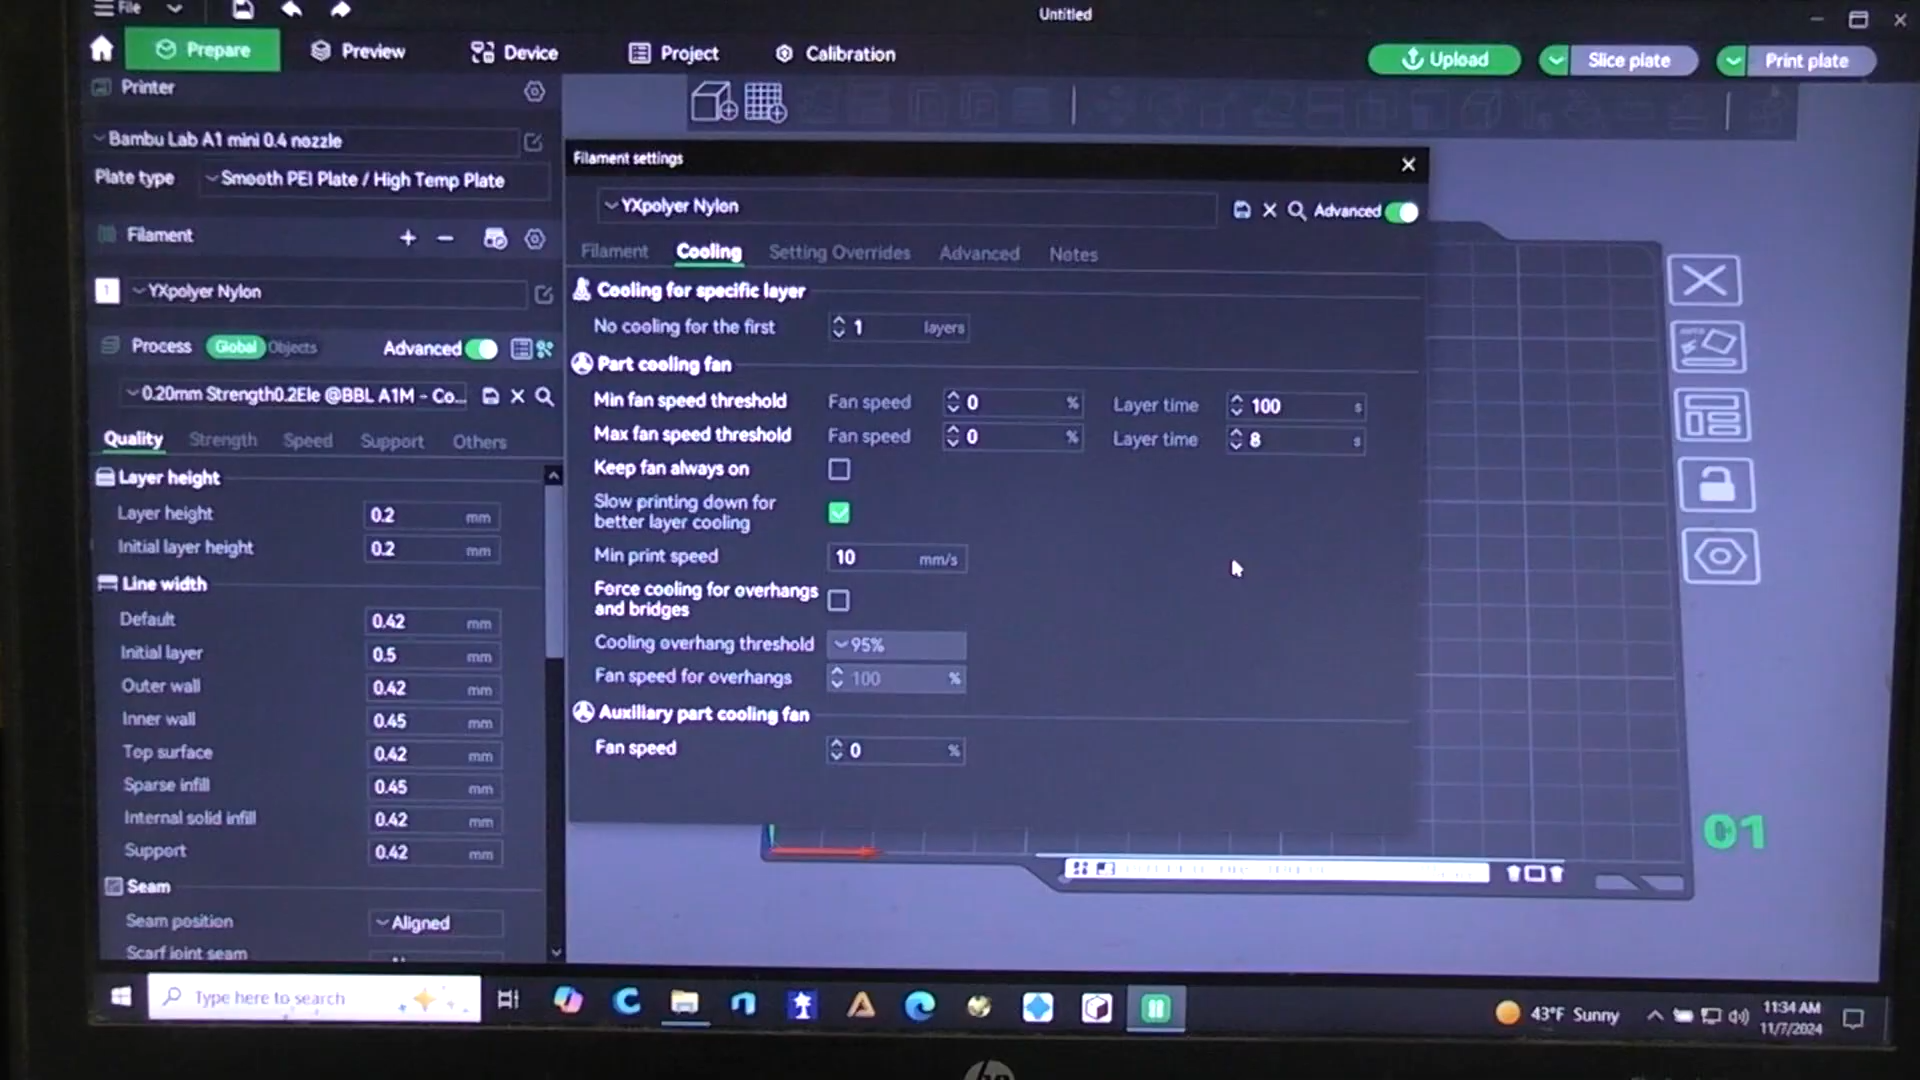 File
Untitled
Prepare
Preview
Device
Project
Calibration
Upload
Slice plate
Print plate
Printer
Bambu Lab A1 mini 0.4 nozzle
Plate type
Smooth PEI Plate / High Temp Plate
Filament
1
YXpolyer Nylon
Process
Global
Objects
Advanced
0.20mm Strength0.2Ele @BBL A1M - Co...
Quality
Strength
Speed
Support
Others
Layer height
Layer height 0.2 mm
Initial layer height 0.2 mm
Line width
Default 0.42 mm
Initial layer 0.5 mm
Outer wall 0.42 mm
Inner wall 0.45 mm
Top surface 0.42 mm
Sparse infill 0.45 mm
Internal solid infill 0.42 mm
Support 0.42 mm
Seam
Seam position Aligned
Scarf joint seam
Filament settings
YXpolyer Nylon
Advanced
Filament
Cooling
Setting Overrides
Advanced
Notes
Cooling for specific layer
No cooling for the first 1 layers
Part cooling fan
Min fan speed threshold Fan speed 0 % Layer time 100 s
Max fan speed threshold Fan speed 0 % Layer time 8 s
Keep fan always on
Slow printing down for
better layer cooling
Min print speed 10 mm/s
Force cooling for overhangs
and bridges
Cooling overhang threshold 95%
Fan speed for overhangs 100 %
Auxiliary part cooling fan
Fan speed 0 %
01
Type here to search
43°F Sunny
11:34 AM
11/7/2024
hp